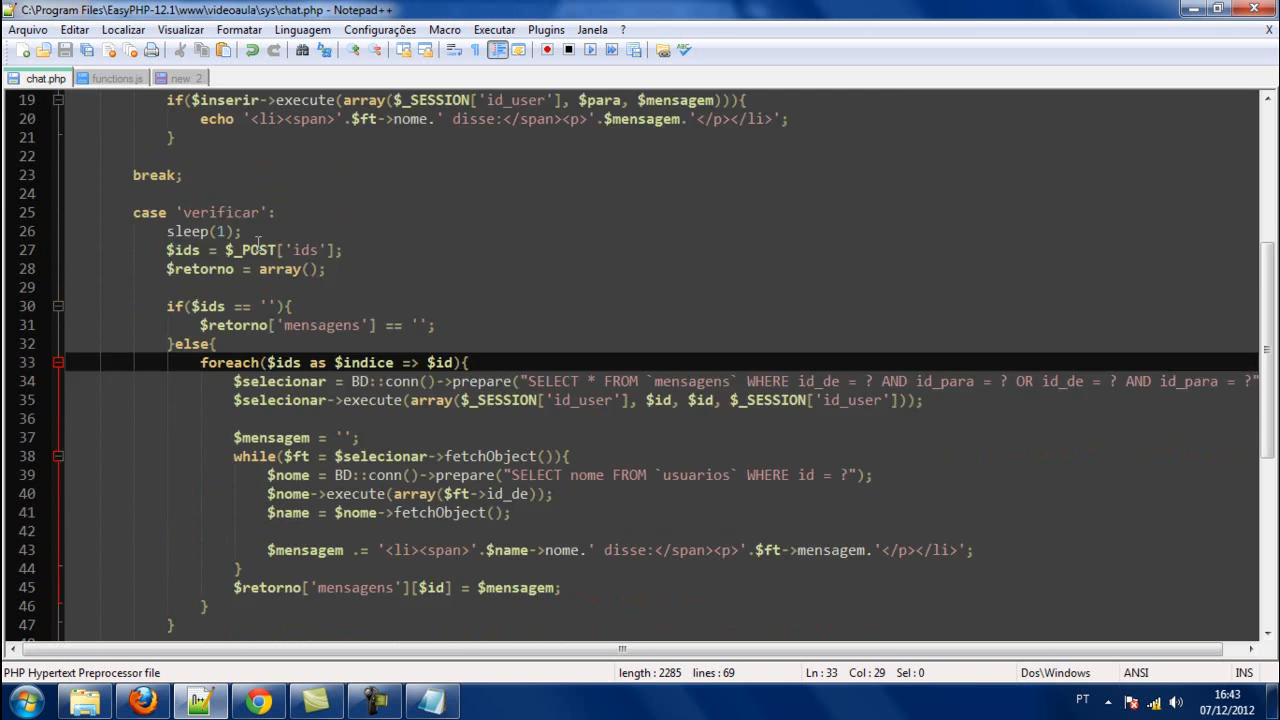 C:\Program Files\EasyPHP-12.1\www\videoaula\sys\chat.php - Notepad++
Arquivo Editar Localizar Visualizar Formatar Linguagem Configurações Macro Executar Plugins Janela ? X
chat.php functions.js new 2
19 if($inserir->execute(array($_SESSION['id_user'], $para, $mensagem))){
20 echo '<li><span>'.$ft->nome.' disse:</span><p>'.$mensagem.'</p></li>';
21 }
22
23 break;
24
25 case 'verificar':
26 sleep(1);
27 $ids = $_POST['ids'];
28 $retorno = array();
29
30 if($ids == ''){
31 $retorno['mensagens'] == '';
32 }else{
33 foreach($ids as $indice => $id){
34 $selecionar = BD::conn()->prepare("SELECT * FROM `mensagens` WHERE id_de = ? AND id_para = ? OR id_de = ? AND id_para = ?"
35 $selecionar->execute(array($_SESSION['id_user'], $id, $id, $_SESSION['id_user']));
36
37 $mensagem = '';
38 while($ft = $selecionar->fetchObject()){
39 $nome = BD::conn()->prepare("SELECT nome FROM `usuarios` WHERE id = ?");
40 $nome->execute(array($ft->id_de));
41 $name = $nome->fetchObject();
42
43 $mensagem .= '<li><span>'.$name->nome.' disse:</span><p>'.$ft->mensagem.'</p></li>';
44 }
45 $retorno['mensagens'][$id] = $mensagem;
46 }
47 }
PHP Hypertext Preprocessor file length : 2285 lines : 69 Ln : 33 Col : 29 Sel : 0 Dos\Windows ANSI INS
PT 16:43
07/12/2012